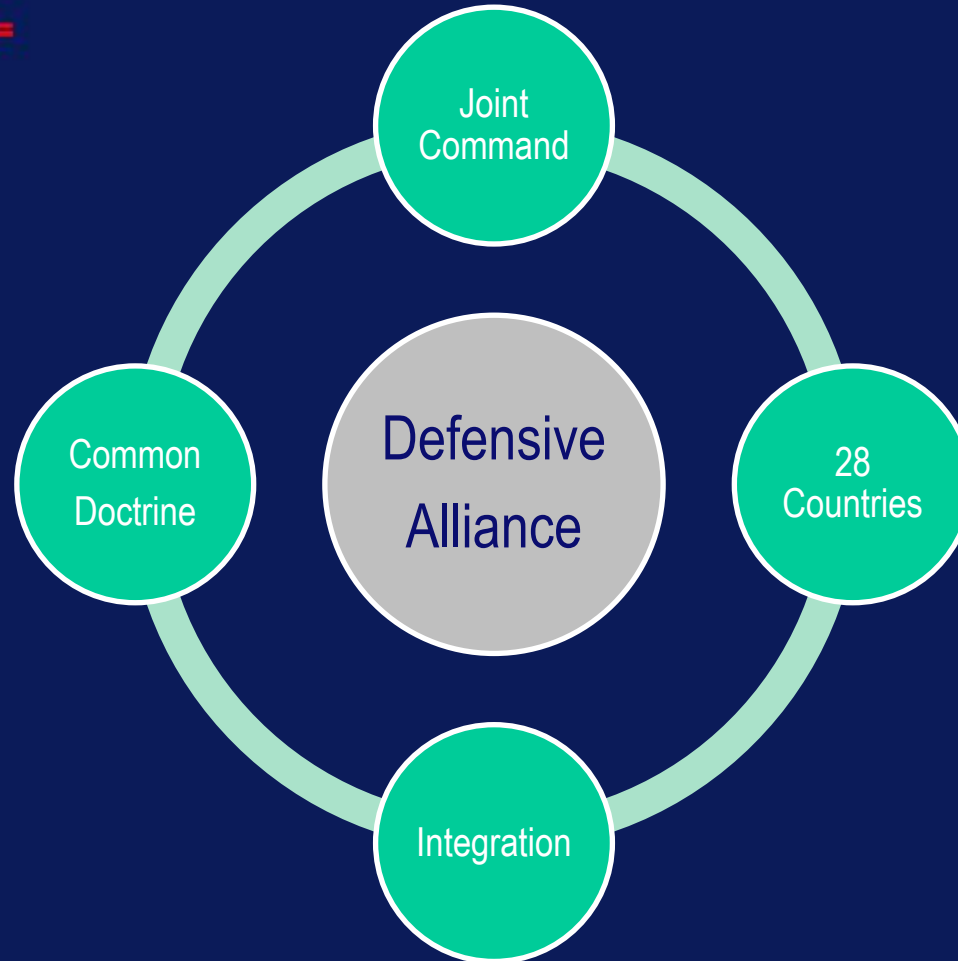 Joint
Command
Common
Doctrine
Defensive
Alliance
28
Countries
Integration